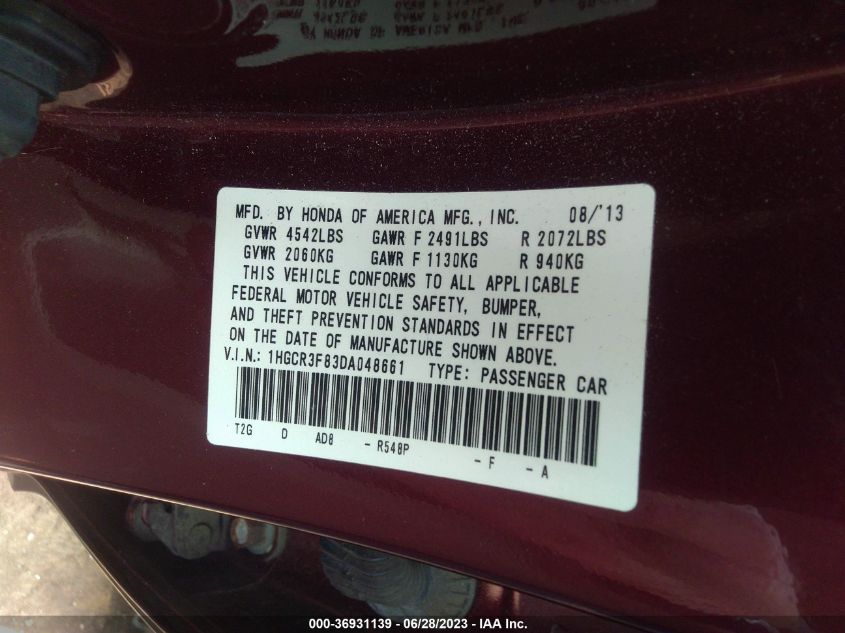 MFD. BY HONDA OF AMERICA MFG., INC. 08/'13
GVWR 4542LBS GAWR F 2491LBS R 2072LBS
GVWR 2060KG GAWR F 1130KG R 940KG
THIS VEHICLE CONFORMS TO ALL APPLICABLE
FEDERAL MOTOR VEHICLE SAFETY, BUMPER,
AND THEFT PREVENTION STANDARDS IN EFFECT
ON THE DATE OF MANUFACTURE SHOWN ABOVE.
V.I.N.: 1HGCR3F83DA048661 TYPE: PASSENGER CAR
T2G D AD8 - R548P - F - A
000-36931139 - 06/28/2023 - IAA Inc.